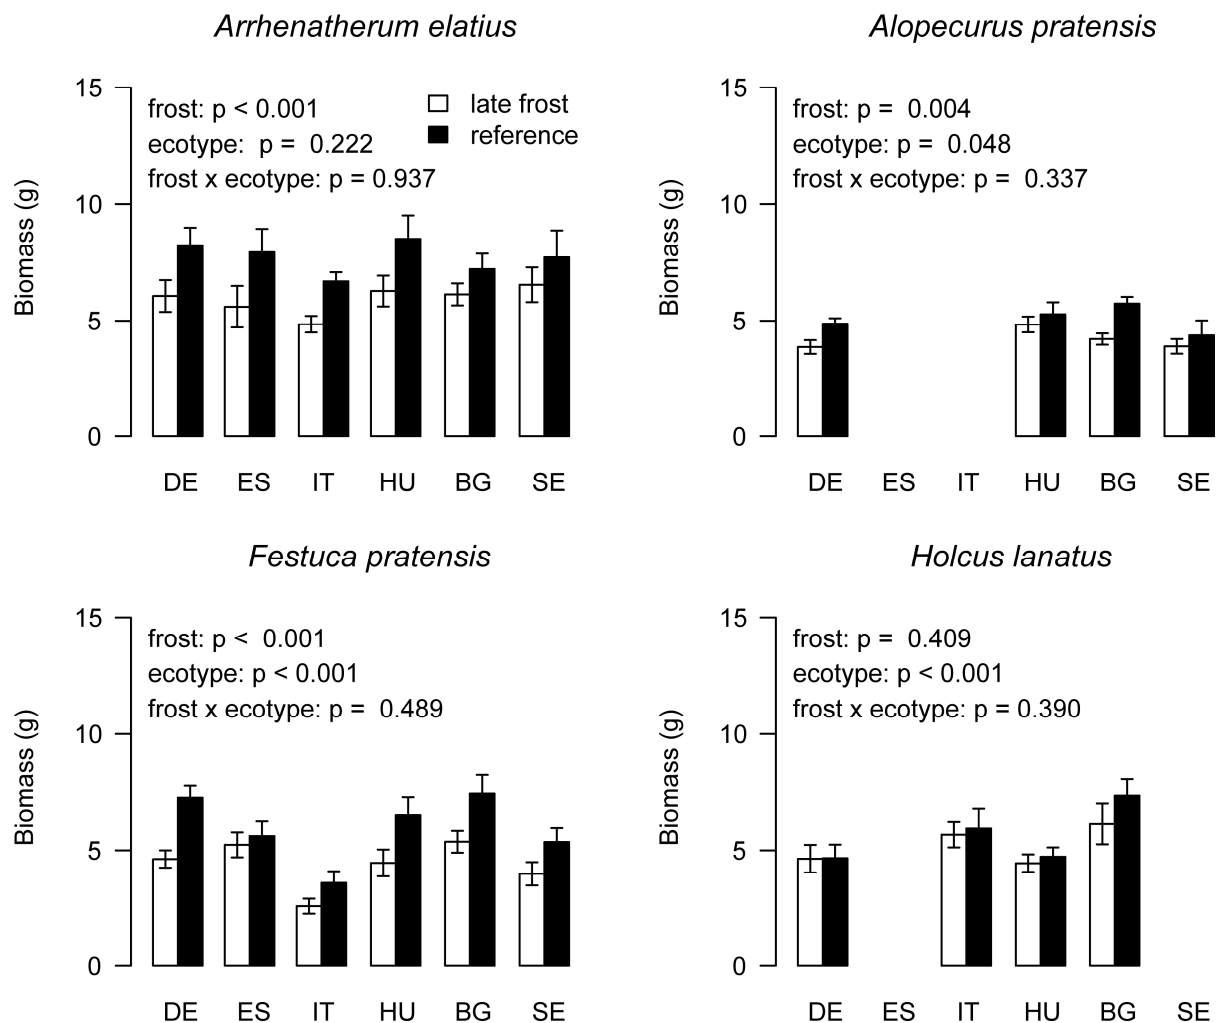 Arrhenatherum elatius
15
10
5
0
Biomass (g)
frost: p < 0.001
ecotype: p = 0.222
frost x ecotype: p = 0.937
late frost
reference
DE ES IT HU BG SE
Alopecurus pratensis
15
10
5
0
Biomass (g)
frost: p = 0.004
ecotype: p = 0.048
frost x ecotype: p = 0.337
DE ES IT HU BG SE
Festuca pratensis
15
10
5
0
Biomass (g)
frost: p < 0.001
ecotype: p < 0.001
frost x ecotype: p = 0.489
DE ES IT HU BG SE
Holcus lanatus
15
10
5
0
Biomass (g)
frost: p = 0.409
ecotype: p < 0.001
frost x ecotype: p = 0.390
DE ES IT HU BG SE